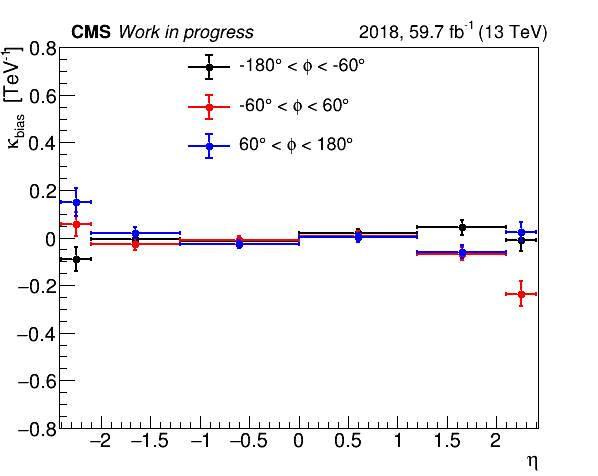 CMS Work in progress 2018, 59.7 fb⁻¹ (13 TeV)
κbias [TeV⁻¹]
-180° < ϕ < -60°
-60° < ϕ < 60°
60° < ϕ < 180°
0.8
0.6
0.4
0.2
0
−0.2
−0.4
−0.6
−0.8
−2 −1.5 −1 −0.5 0 0.5 1 1.5 2
η